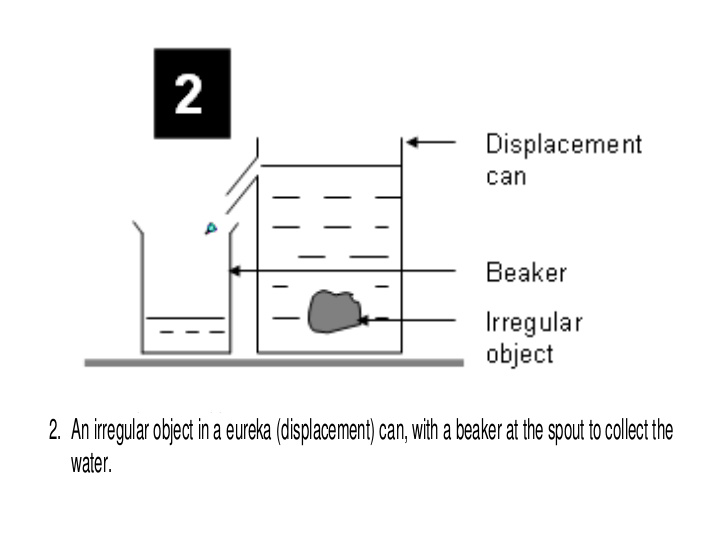 2
Displacement
can
Beaker
Irregular
object
2. An irregular object in a eureka (displacement) can, with a beaker at the spout to collect the
water.